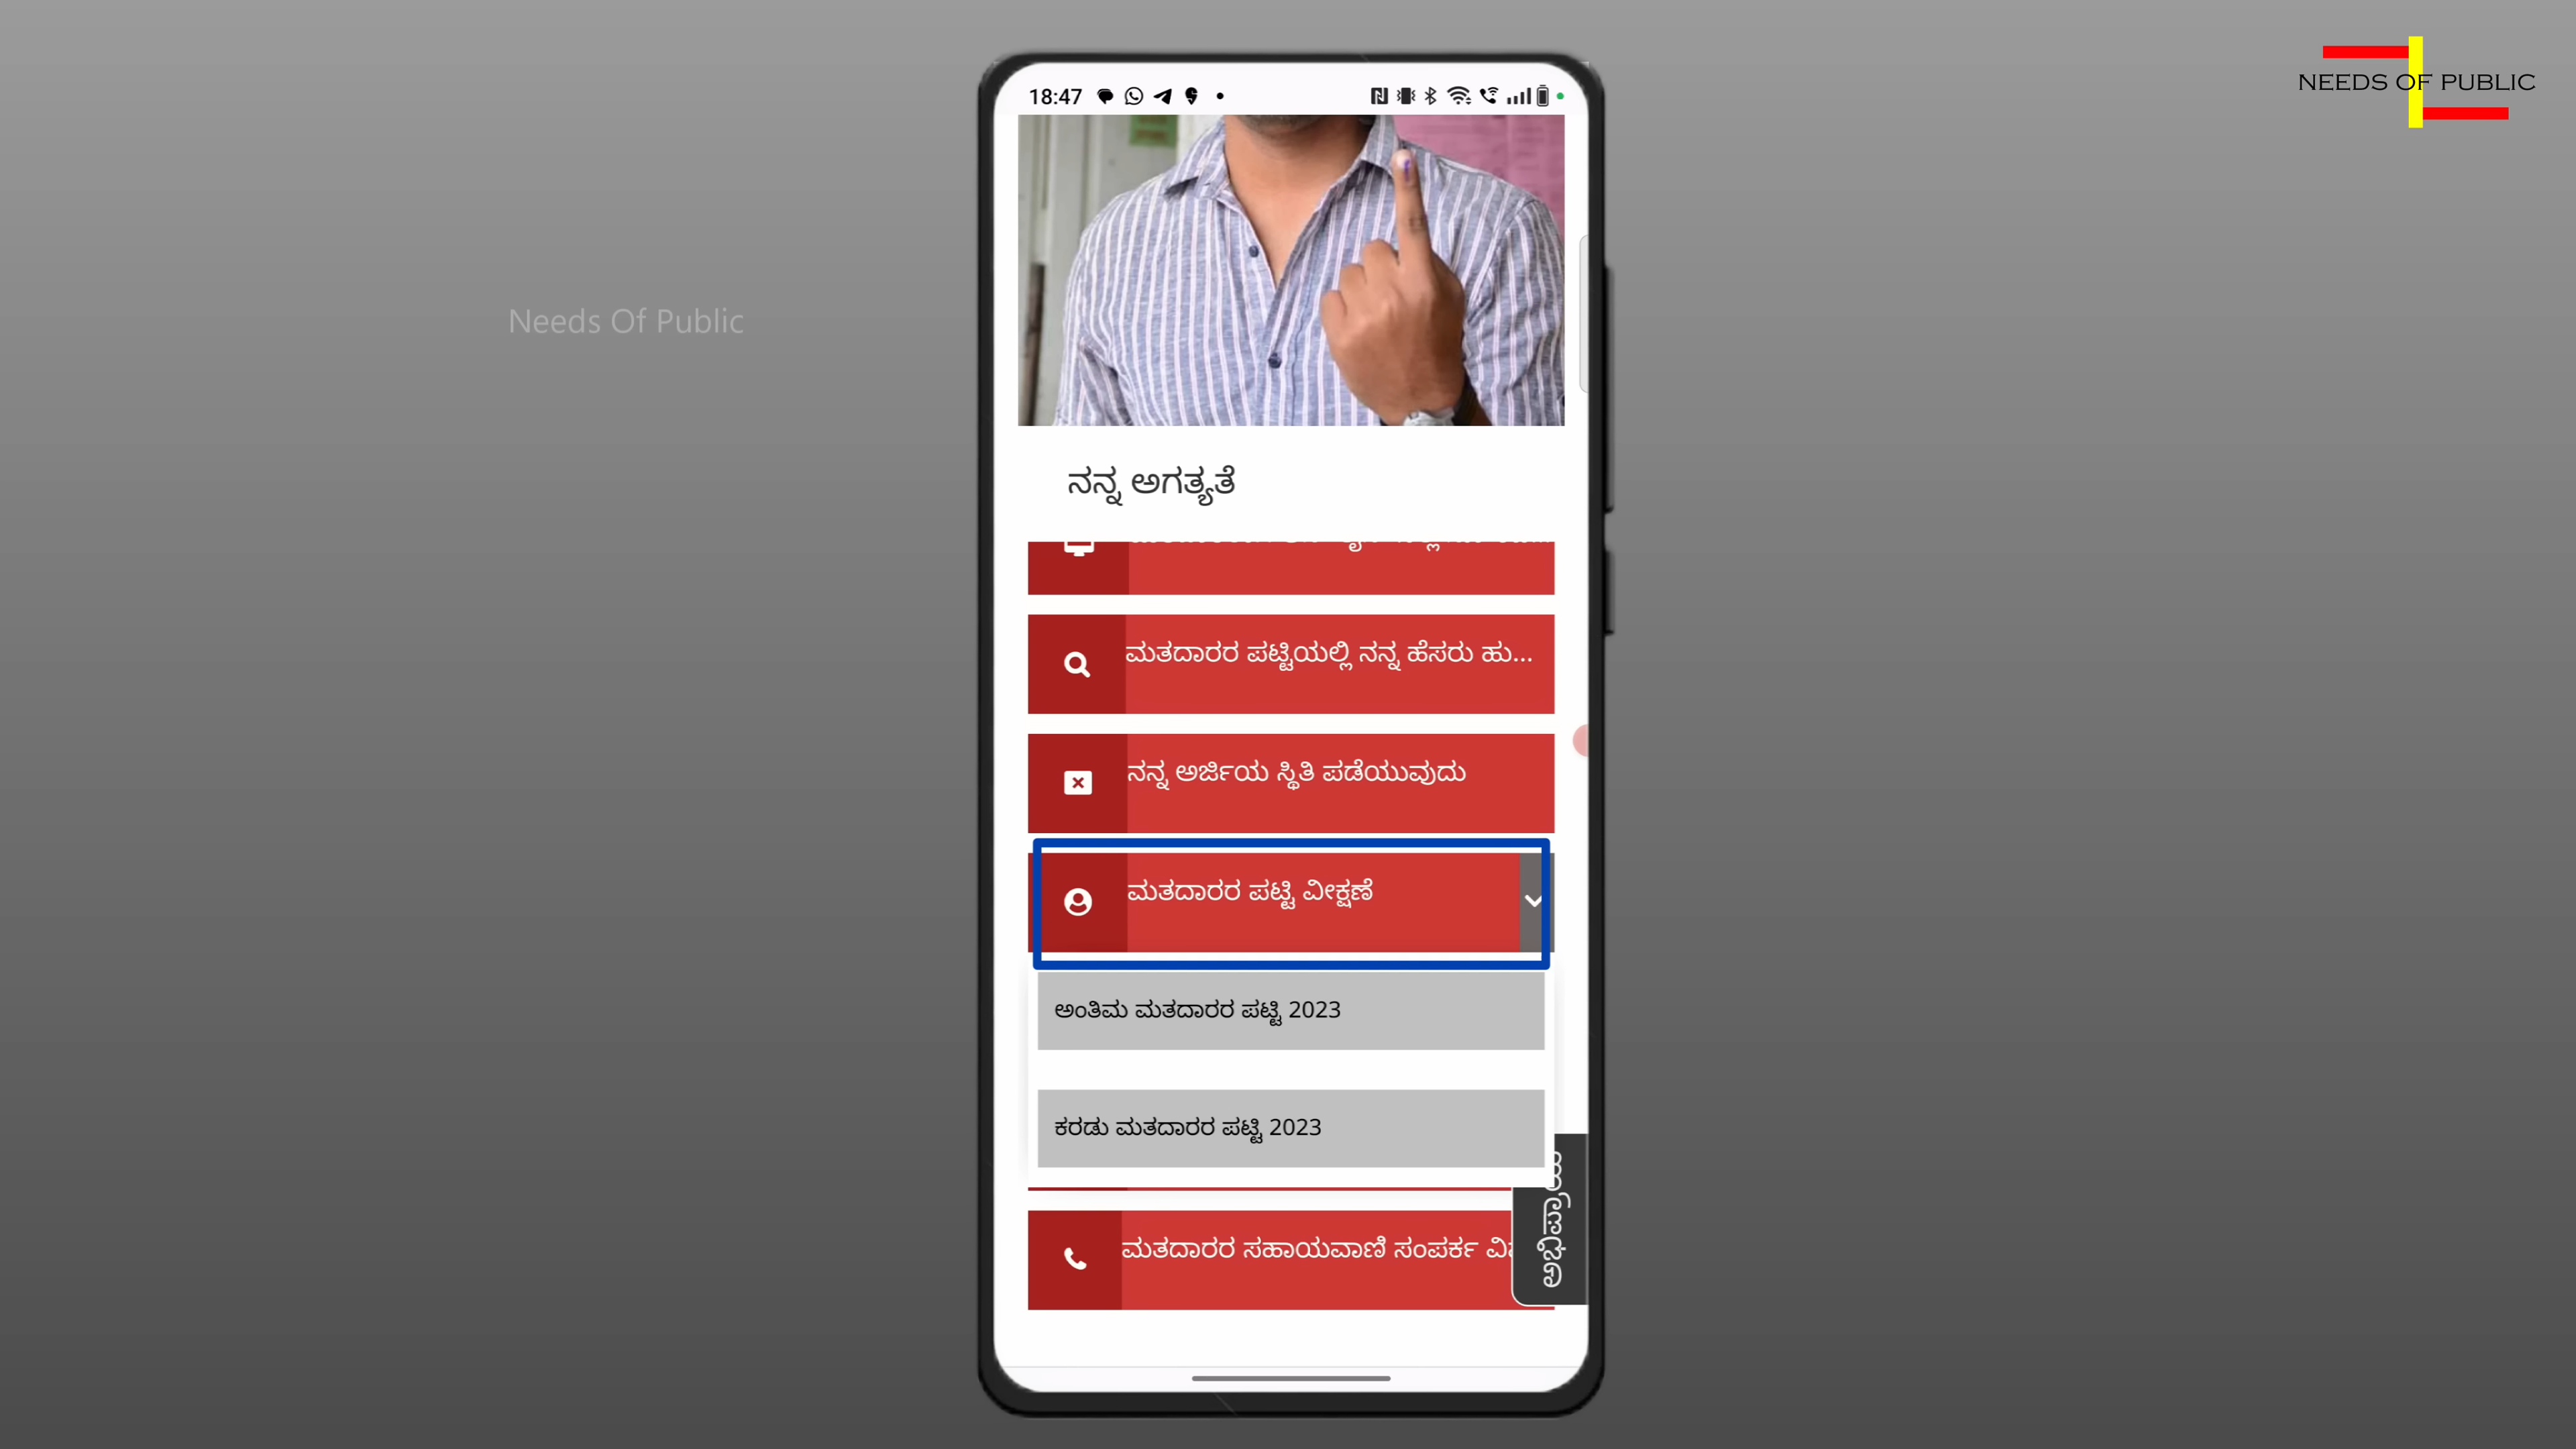 NEEDS OF PUBLIC
Needs Of Public
18:47
ನನ್ನ ಅಗತ್ಯತೆ
ಮತದಾರರ ಪಟ್ಟಿಯಲ್ಲಿ ನನ್ನ ಹೆಸರು ಹು...
ನನ್ನ ಅರ್ಜಿಯ ಸ್ಥಿತಿ ಪಡೆಯುವುದು
ಮತದಾರರ ಪಟ್ಟಿ ವೀಕ್ಷಣೆ
ಅಂತಿಮ ಮತದಾರರ ಪಟ್ಟಿ 2023
ಕರಡು ಮತದಾರರ ಪಟ್ಟಿ 2023
ಮತದಾರರ ಸಹಾಯವಾಣಿ ಸಂಪರ್ಕ
ಅಭಿಪ್ರಾಯ